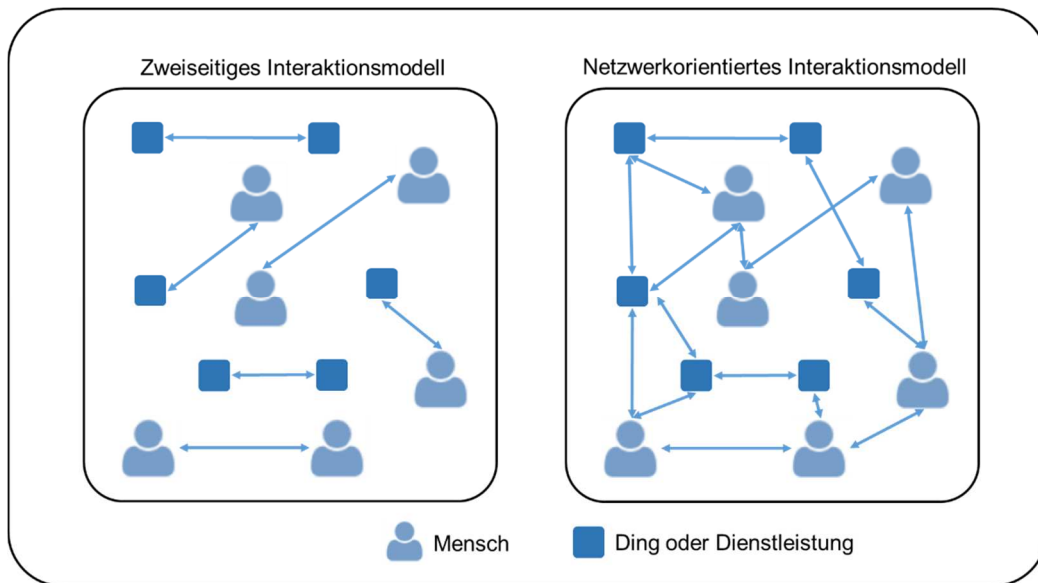 Zweiseitiges Interaktionsmodell
Netzwerkorientiertes Interaktionsmodell
Mensch
Ding oder Dienstleistung